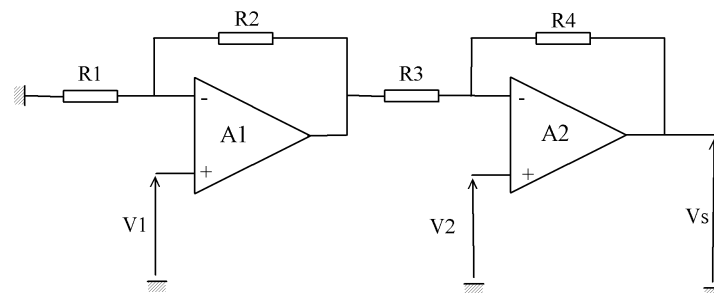 R2
R4
R1
R3
-
-
A1
A2
+
+
V1
V2
Vs